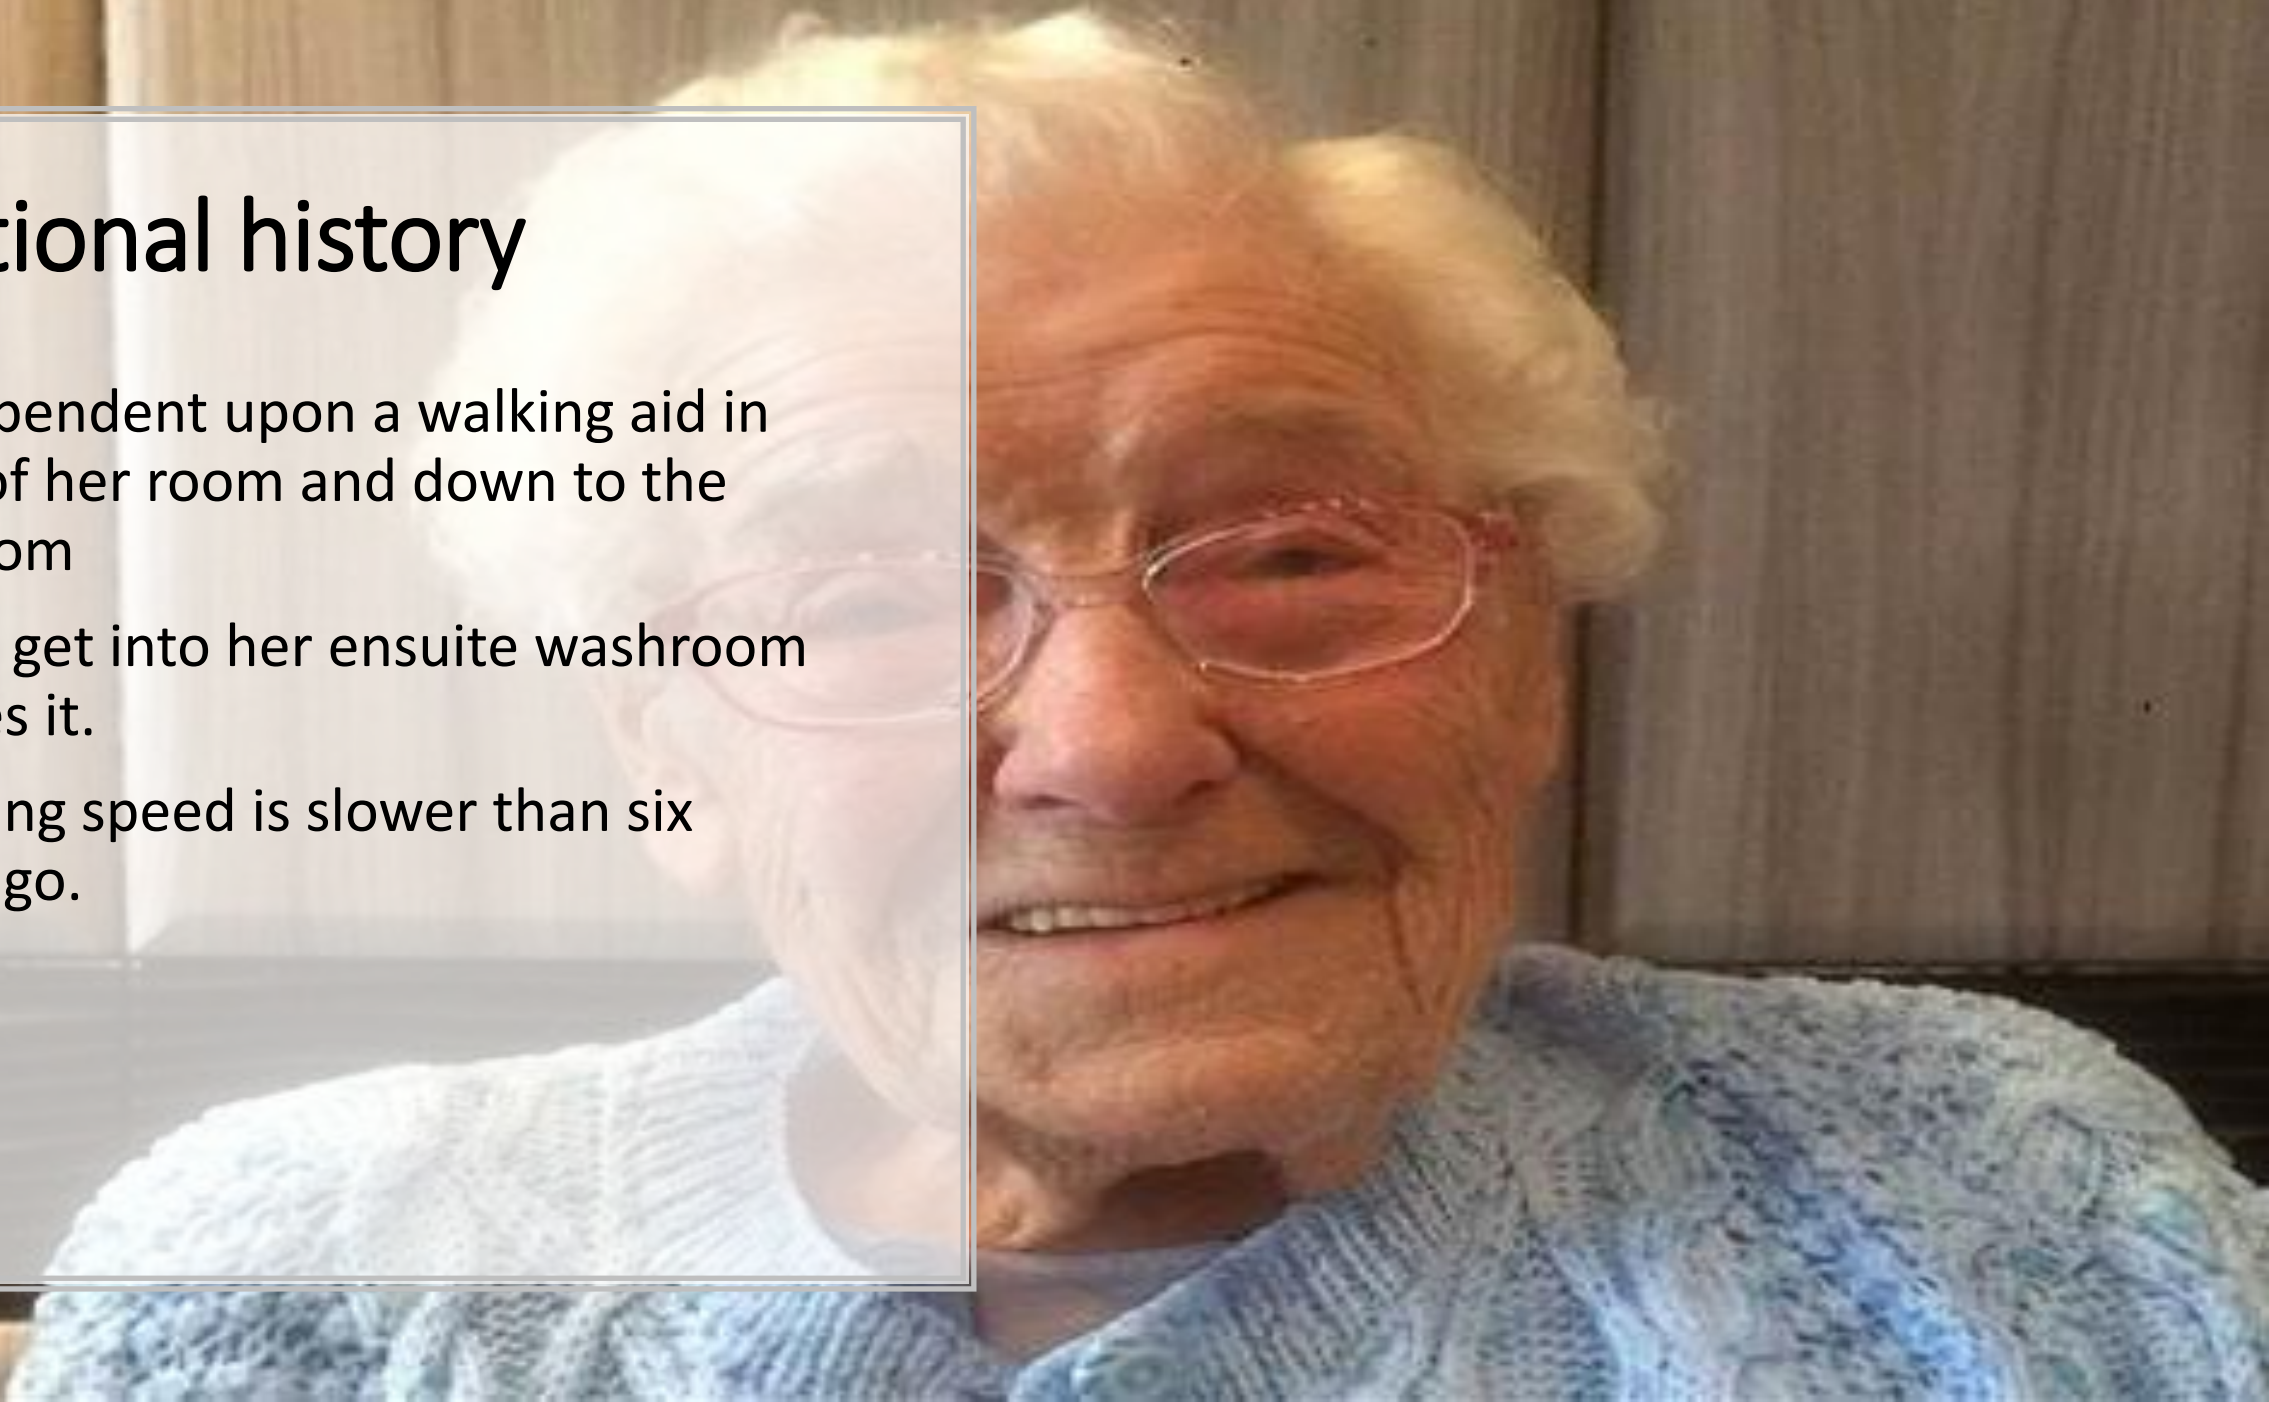 tional history
pendent upon a walking aid in
of her room and down to the
om
get into her ensuite washroom
es it.
ng speed is slower than six
go.